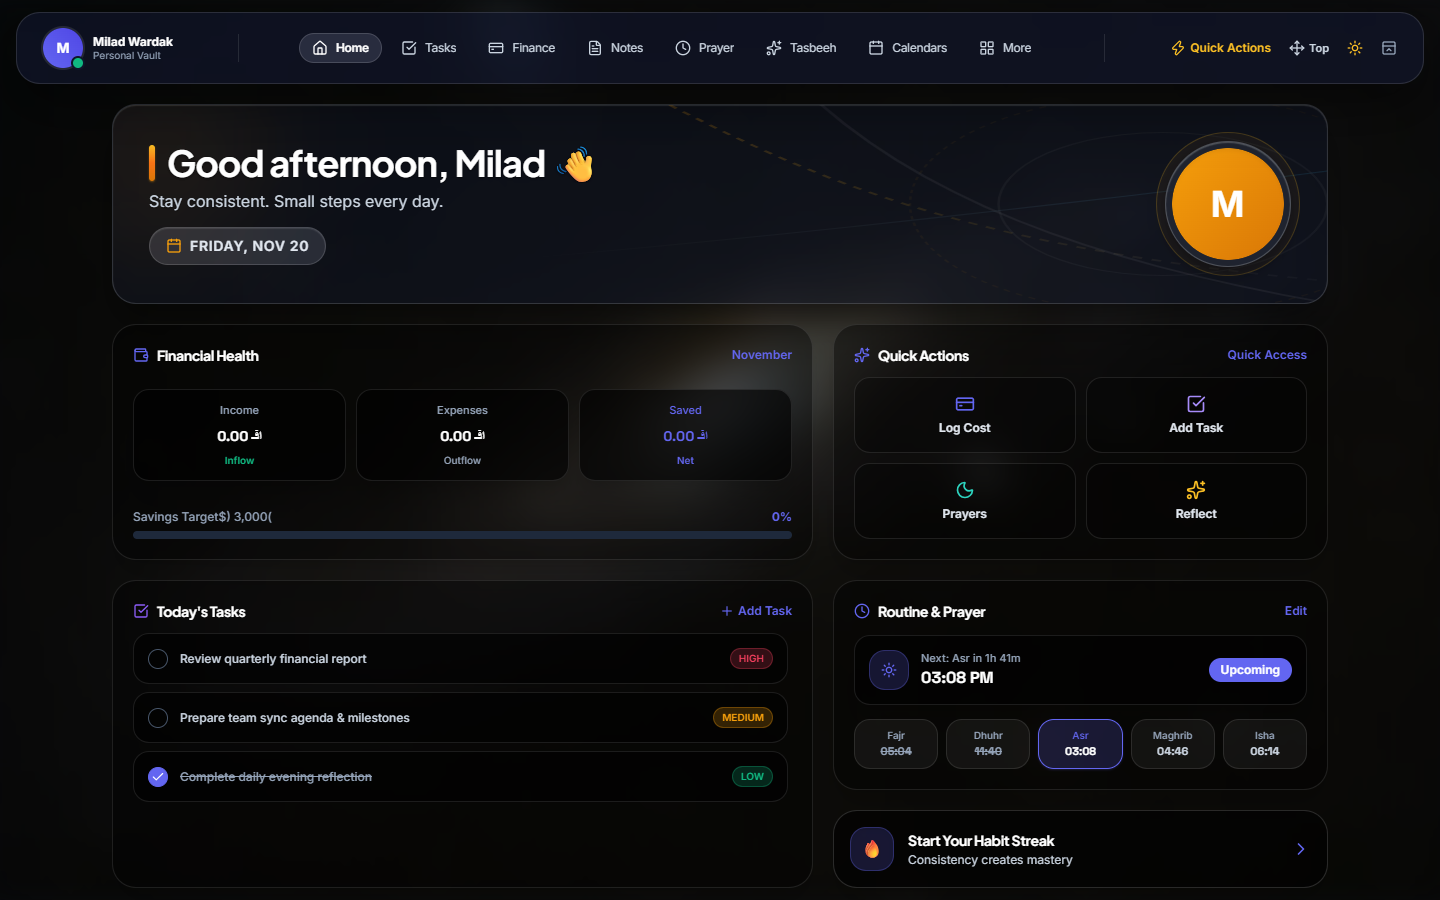 M
Milad Wardak
Personal Vault
Home
Tasks
Finance
Notes
Prayer
Tasbeeh
Calendars
More
Quick Actions
Top
Good afternoon, Milad 👋
Stay consistent. Small steps every day.
FRIDAY, NOV 20
M
Financial Health
November
Income
0.00
Inflow
Expenses
0.00
Outflow
Saved
0.00
Net
Savings Target$) 3,000(
0%
Quick Actions
Quick Access
Log Cost
Add Task
Prayers
Reflect
Today's Tasks
+ Add Task
Review quarterly financial report
HIGH
Prepare team sync agenda & milestones
MEDIUM
Complete daily evening reflection
LOW
Routine & Prayer
Edit
Next: Asr in 1h 41m
03:08 PM
Upcoming
Fajr
05:04
Dhuhr
11:40
Asr
03:08
Maghrib
04:46
Isha
06:14
Start Your Habit Streak
Consistency creates mastery